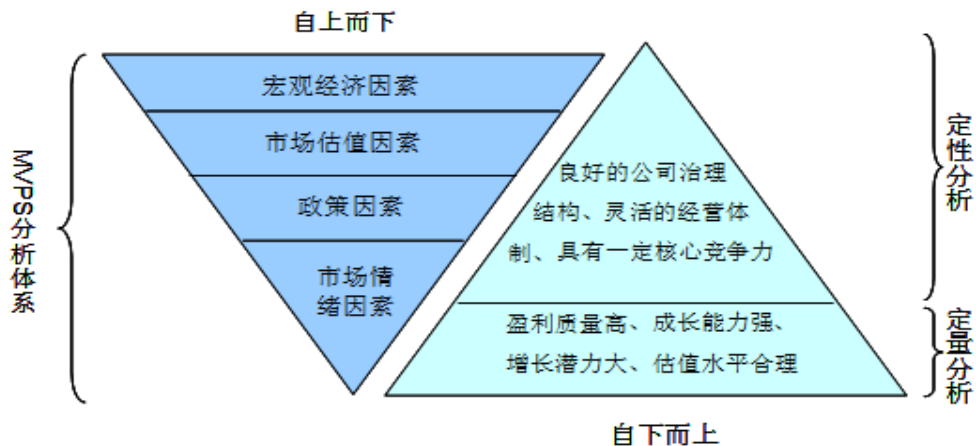 自上而下
MVPS分析体系
宏观经济因素
市场估值因素
政策因素
市场情
绪因素
良好的公司治理
结构、灵活的经营体
制、具有一定核心竞争力
盈利质量高、成长能力强、
增长潜力大、估值水平合理
定性分析
定量分析
自下而上